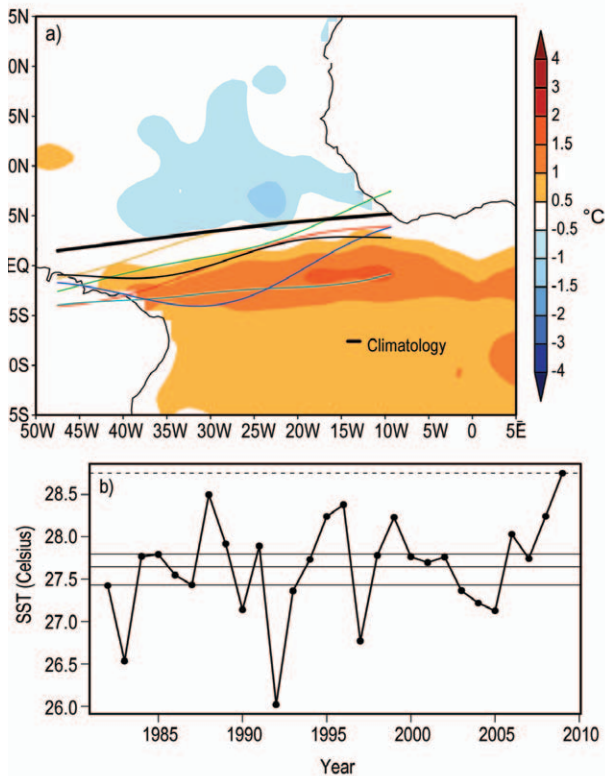 5N
a)
0N
5N
0N
5N
EQ
5S
0S
5S
Climatology
50W 45W 40W 35W 30W 25W 20W 15W 10W 5W 0 5E
4
3
2
1.5
1
0.5
-0.5
-1
-1.5
-2
-3
-4
°C
b)
28.5
28.0
27.5
27.0
26.5
26.0
SST (Celsius)
1985 1990 1995 2000 2005 2010
Year